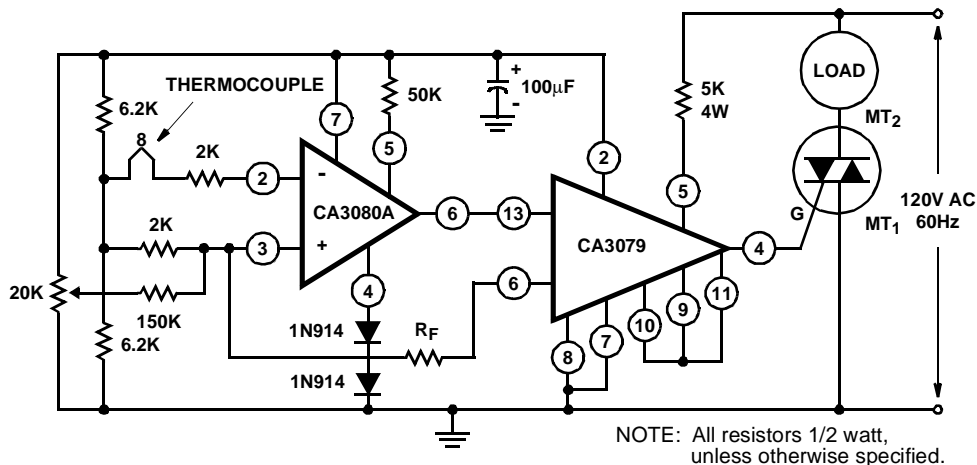 THERMOCOUPLE
6.2K
8
2K
2
7
50K
5
+
100μF
-
2
5K
4W
LOAD
MT2
5
-
CA3080A
+
6
13
CA3079
4
G
MT1
120V AC
60Hz
2K
3
20K
150K
4
6
6.2K
1N914
RF
1N914
8
7
10
9
11
NOTE: All resistors 1/2 watt,
unless otherwise specified.